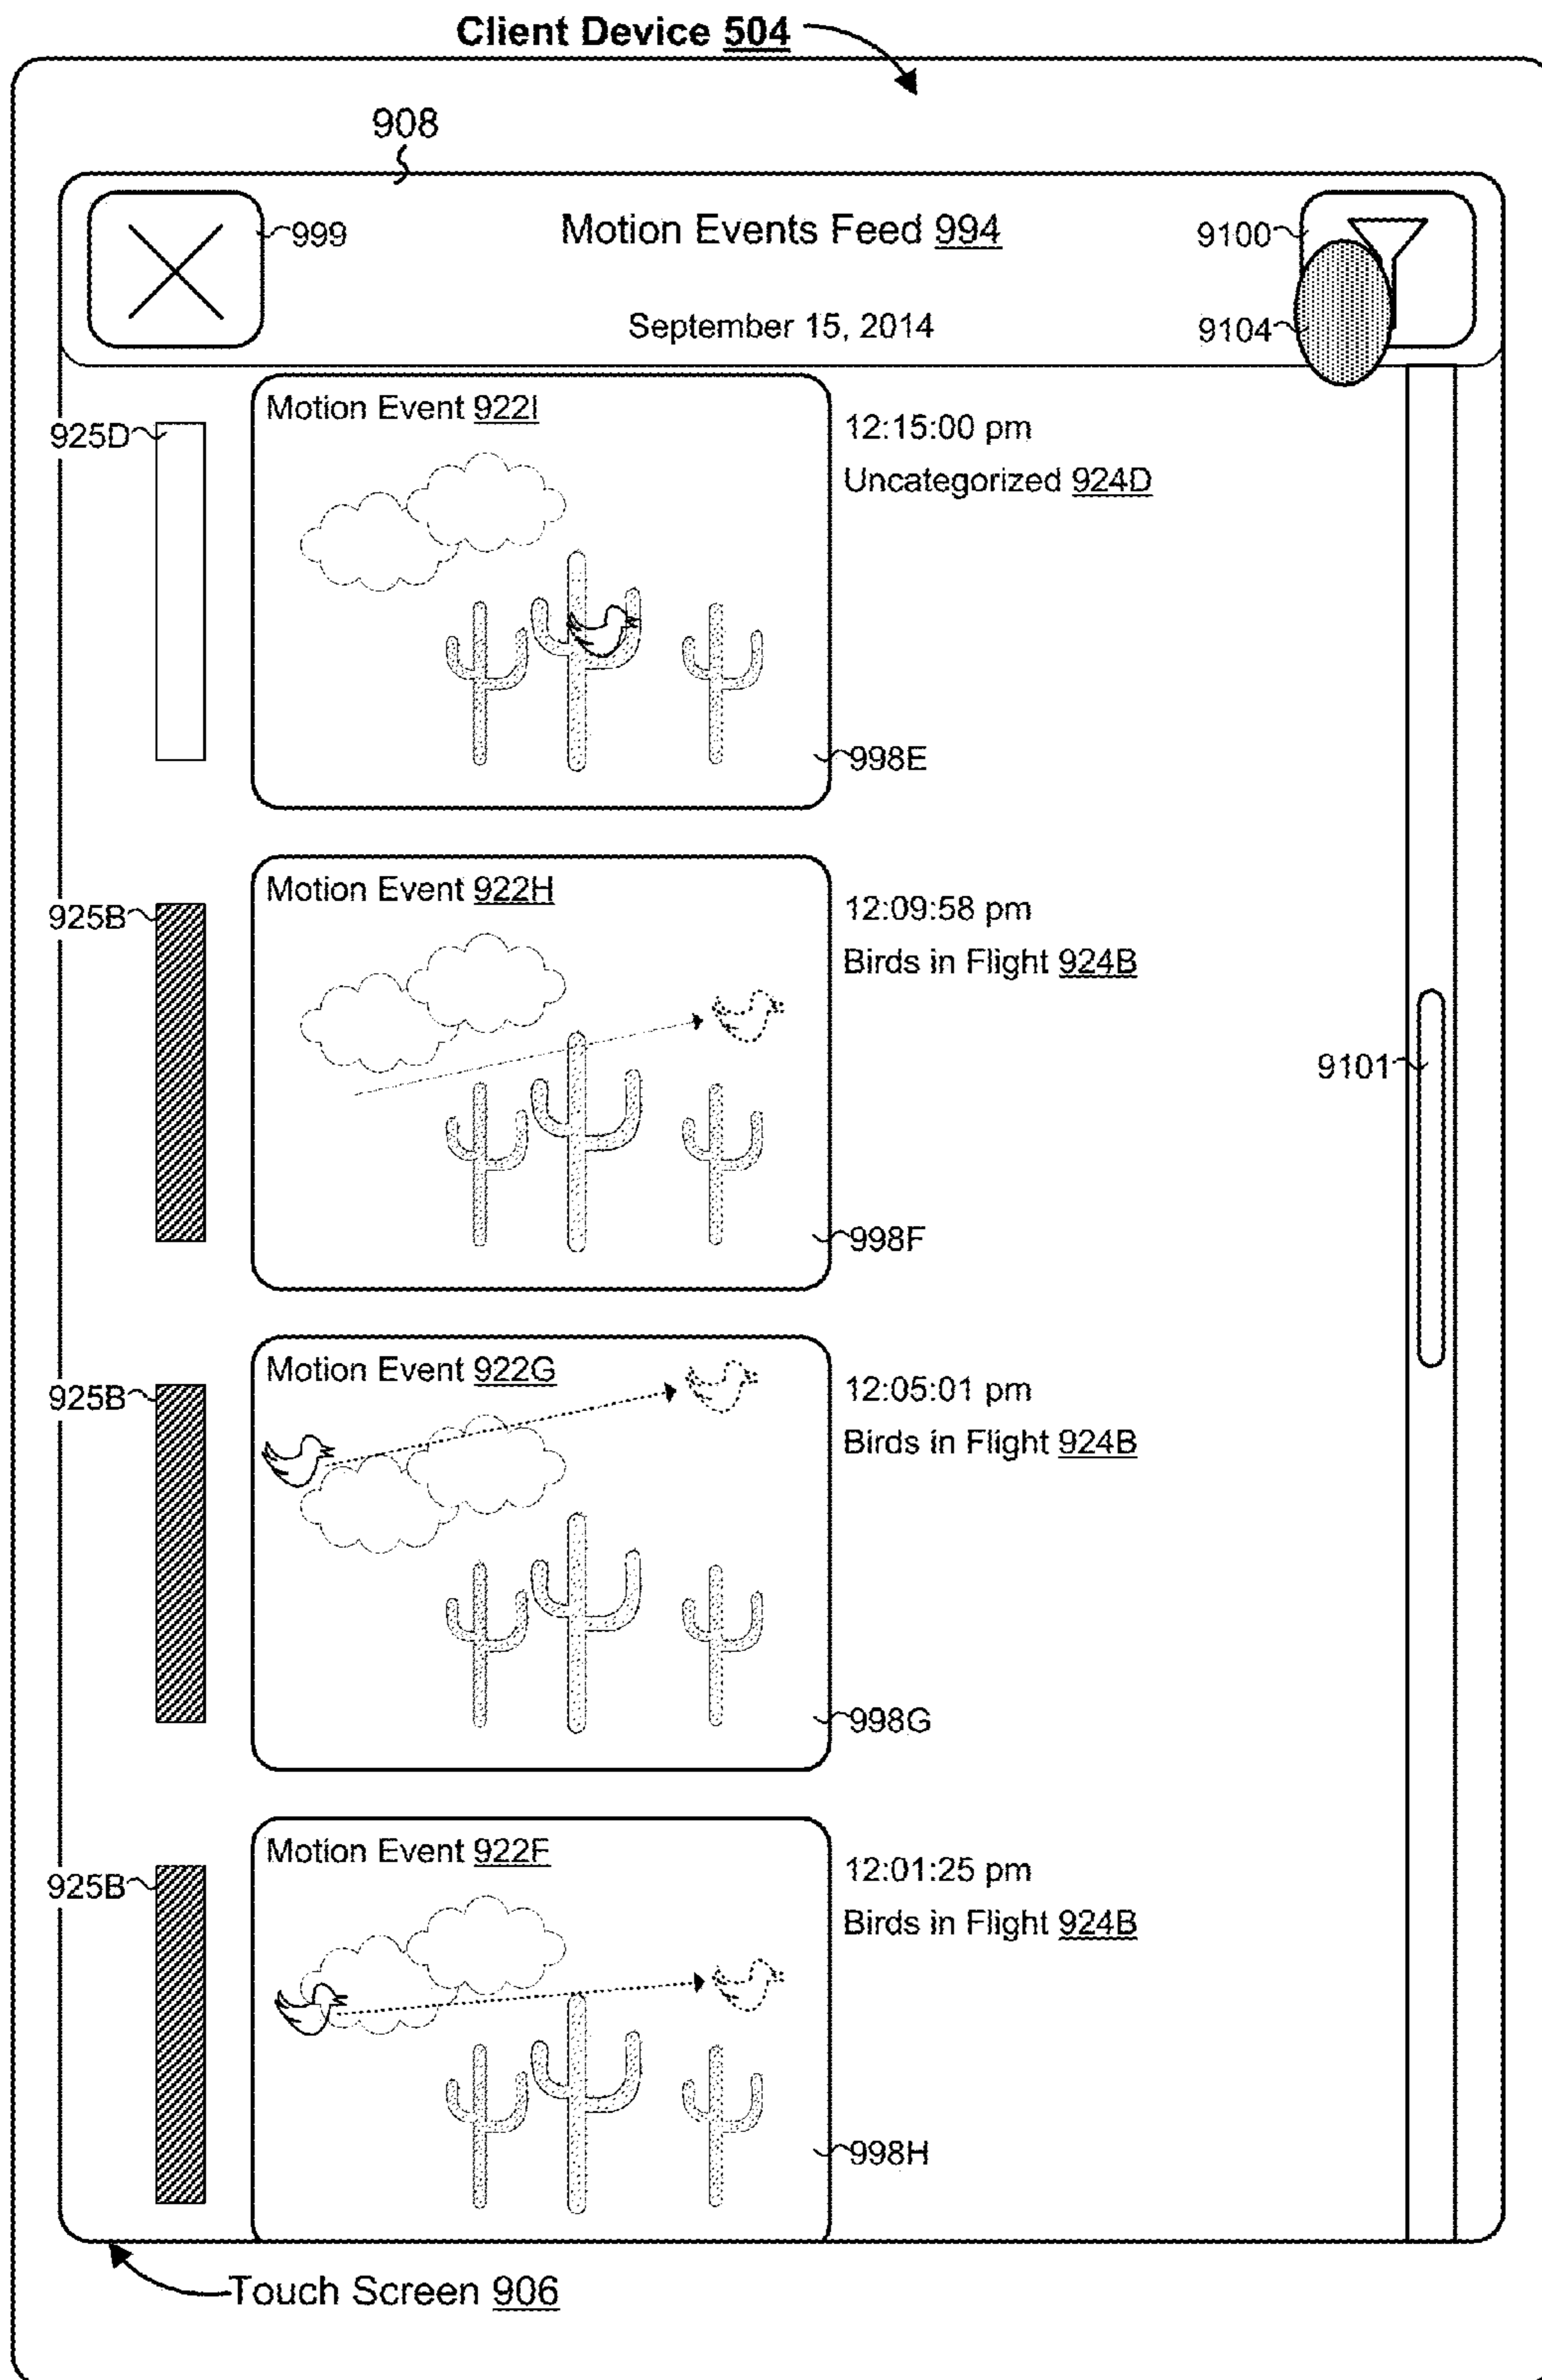 Client Device 504
908
999
Motion Events Feed 994
9100
September 15, 2014
9104
Motion Event 922I
925D
12:15:00 pm
Uncategorized 924D
998E
Motion Event 922H
925B
12:09:58 pm
Birds in Flight 924B
9101
998F
Motion Event 922G
925B
12:05:01 pm
Birds in Flight 924B
998G
Motion Event 922F
925B
12:01:25 pm
Birds in Flight 924B
998H
Touch Screen 906